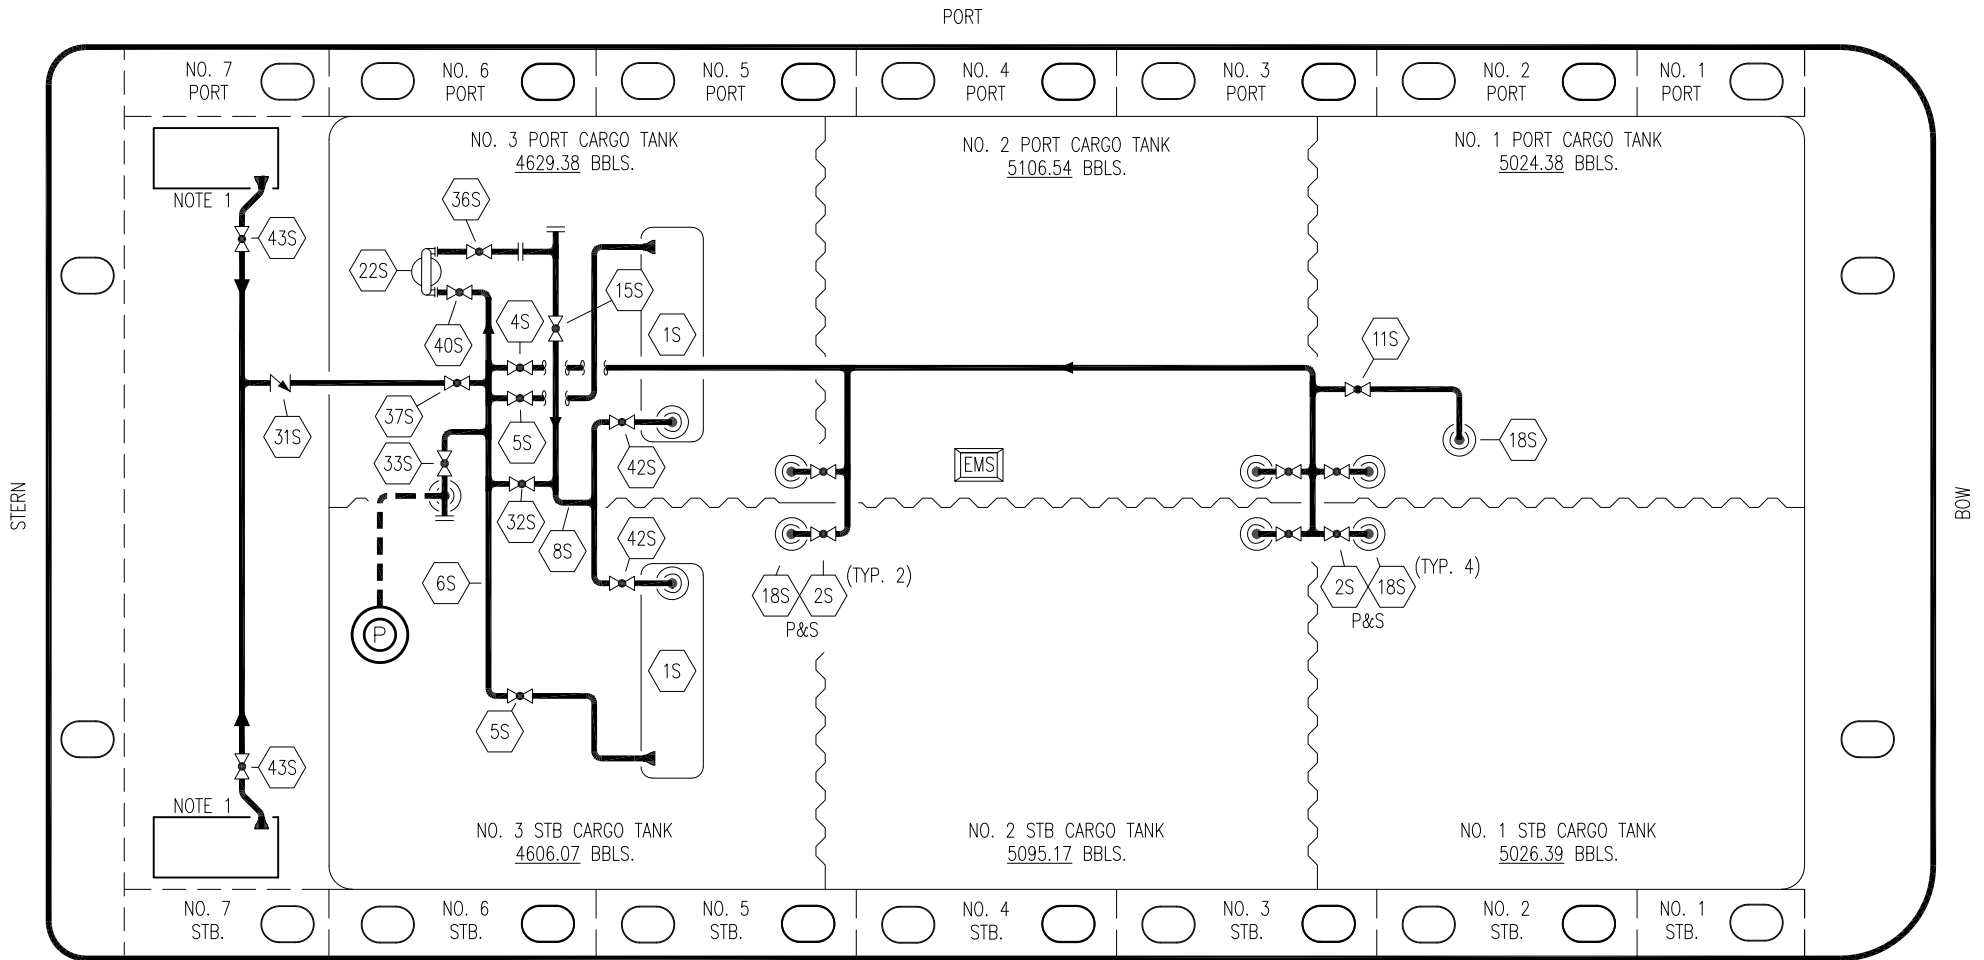 PORT
NO. 7
PORT
NO. 6
PORT
NO. 5
PORT
NO. 4
PORT
NO. 3
PORT
NO. 2
PORT
NO. 1
PORT
NO. 3 PORT CARGO TANK
4629.38 BBLS.
NO. 2 PORT CARGO TANK
5106.54 BBLS.
NO. 1 PORT CARGO TANK
5024.38 BBLS.
NOTE 1
36S
43S
22S
15S
4S
40S
1S
11S
37S
31S
5S
18S
33S
42S
EMS
STERN
BOW
32S
8S
42S
6S
18S
2S
(TYP. 2)
P&S
2S
18S
(TYP. 4)
P&S
P
1S
5S
43S
NOTE 1
NO. 3 STB CARGO TANK
4606.07 BBLS.
NO. 2 STB CARGO TANK
5095.17 BBLS.
NO. 1 STB CARGO TANK
5026.39 BBLS.
NO. 7
STB.
NO. 6
STB.
NO. 5
STB.
NO. 4
STB.
NO. 3
STB.
NO. 2
STB.
NO. 1
STB.